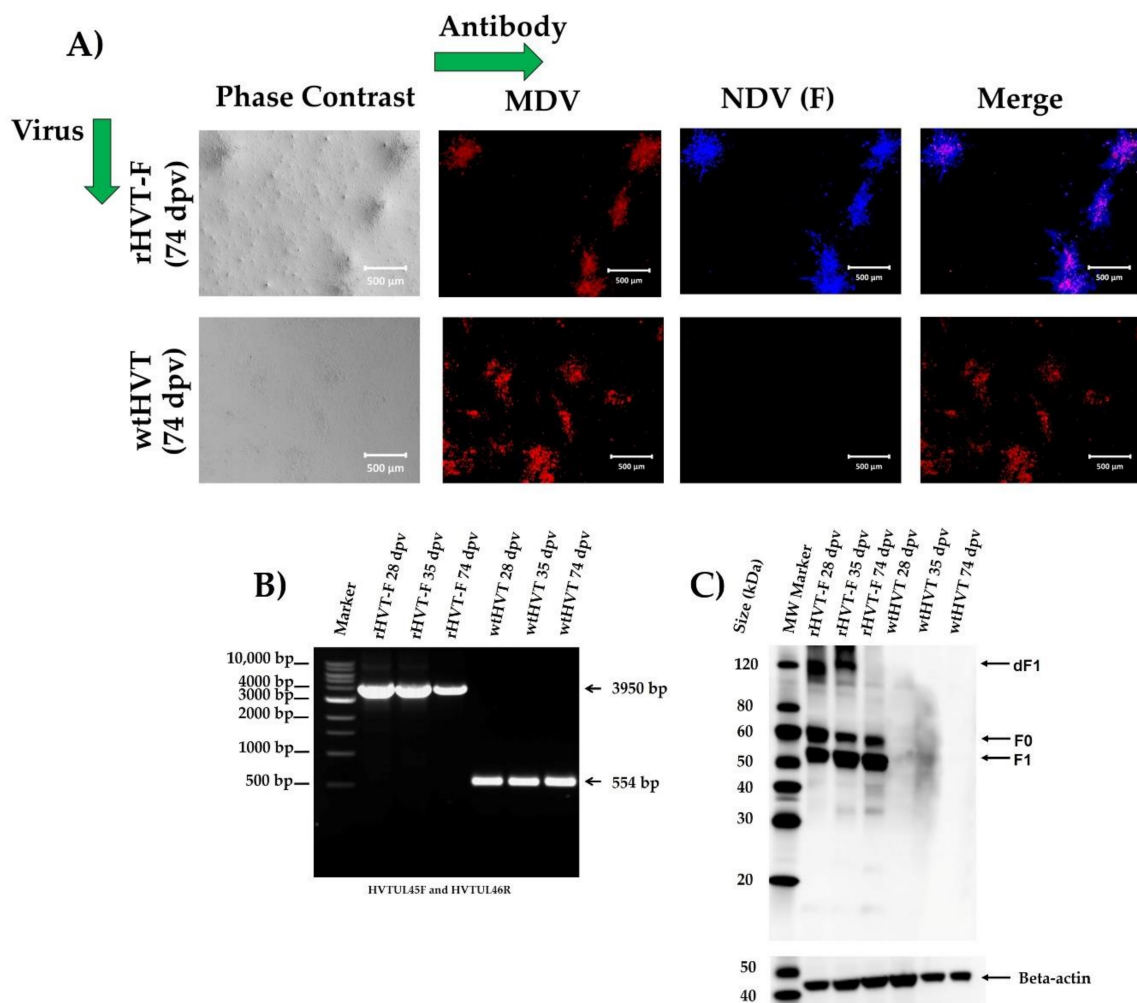 A)
Antibody
Phase Contrast
MDV
NDV (F)
Merge
Virus
rHVT-F
(74 dpv)
500 µm
500 µm
500 µm
500 µm
wtHVT
(74 dpv)
500 µm
500 µm
500 µm
500 µm
B)
Marker
rHVT-F 28 dpv
rHVT-F 35 dpv
rHVT-F 74 dpv
wtHVT 28 dpv
wtHVT 35 dpv
wtHVT 74 dpv
10,000 bp
4000 bp
3000 bp
2000 bp
1000 bp
500 bp
3950 bp
554 bp
HVTUL45F and HVTUL46R
C)
Size (kDa)
MW Marker
rHVT-F 28 dpv
rHVT-F 35 dpv
rHVT-F 74 dpv
wtHVT 28 dpv
wtHVT 35 dpv
wtHVT 74 dpv
120
80
60
50
40
30
20
dF1
F0
F1
50
40
Beta-actin